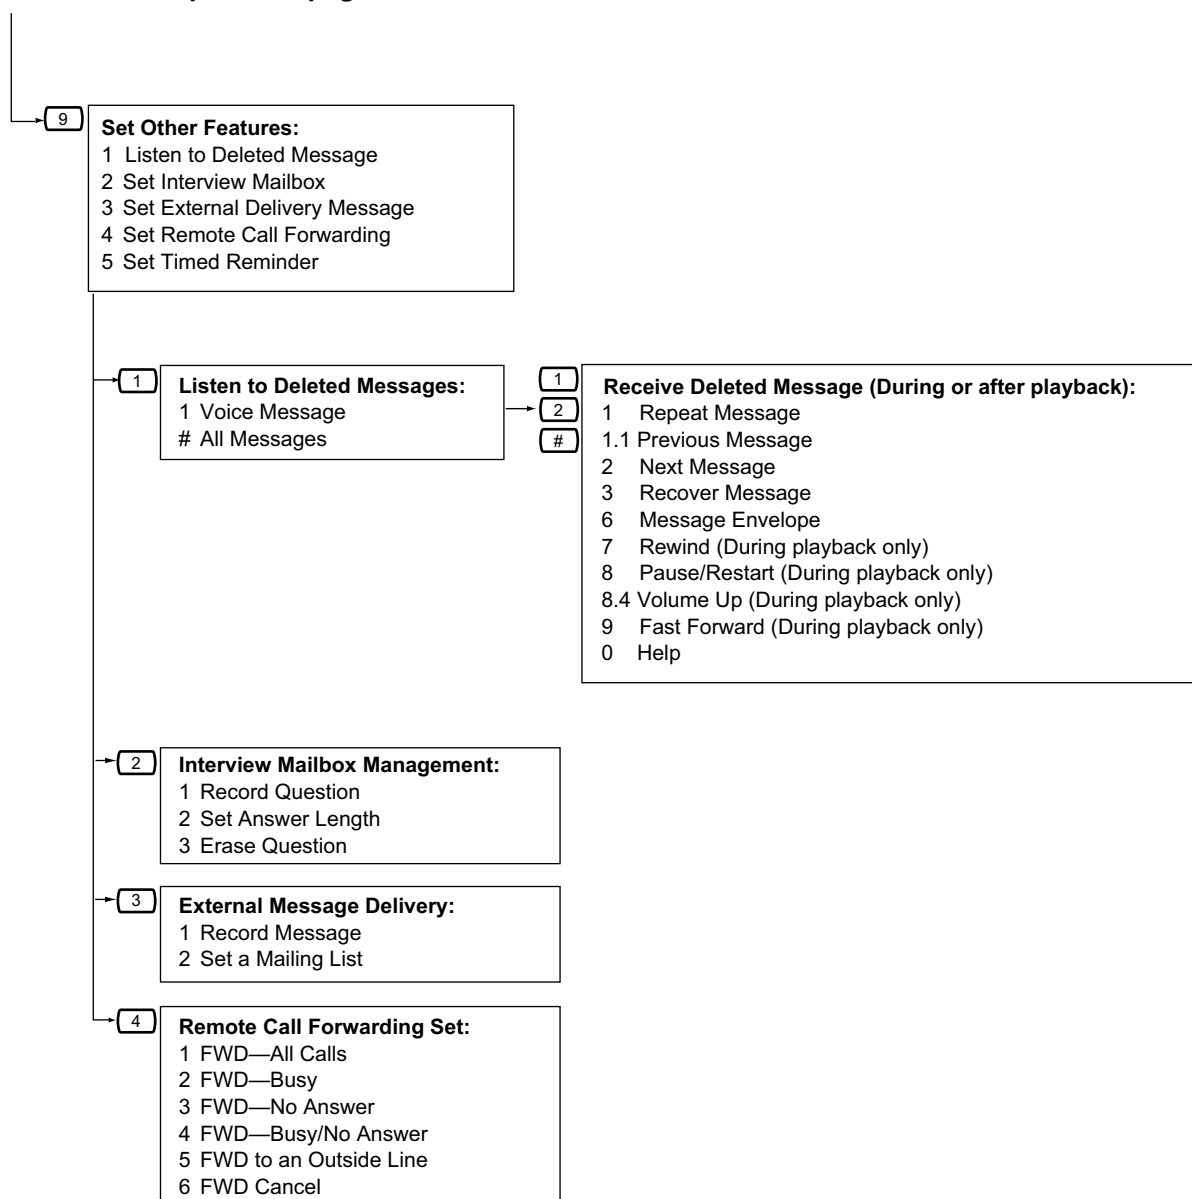 9
Set Other Features:
1 Listen to Deleted Message
2 Set Interview Mailbox
3 Set External Delivery Message
4 Set Remote Call Forwarding
5 Set Timed Reminder
1
Listen to Deleted Messages:
1 Voice Message
# All Messages
1
2
#
Receive Deleted Message (During or after playback):
1 Repeat Message
1.1 Previous Message
2 Next Message
3 Recover Message
6 Message Envelope
7 Rewind (During playback only)
8 Pause/Restart (During playback only)
8.4 Volume Up (During playback only)
9 Fast Forward (During playback only)
0 Help
2
Interview Mailbox Management:
1 Record Question
2 Set Answer Length
3 Erase Question
3
External Message Delivery:
1 Record Message
2 Set a Mailing List
4
Remote Call Forwarding Set:
1 FWD—All Calls
2 FWD—Busy
3 FWD—No Answer
4 FWD—Busy/No Answer
5 FWD to an Outside Line
6 FWD Cancel